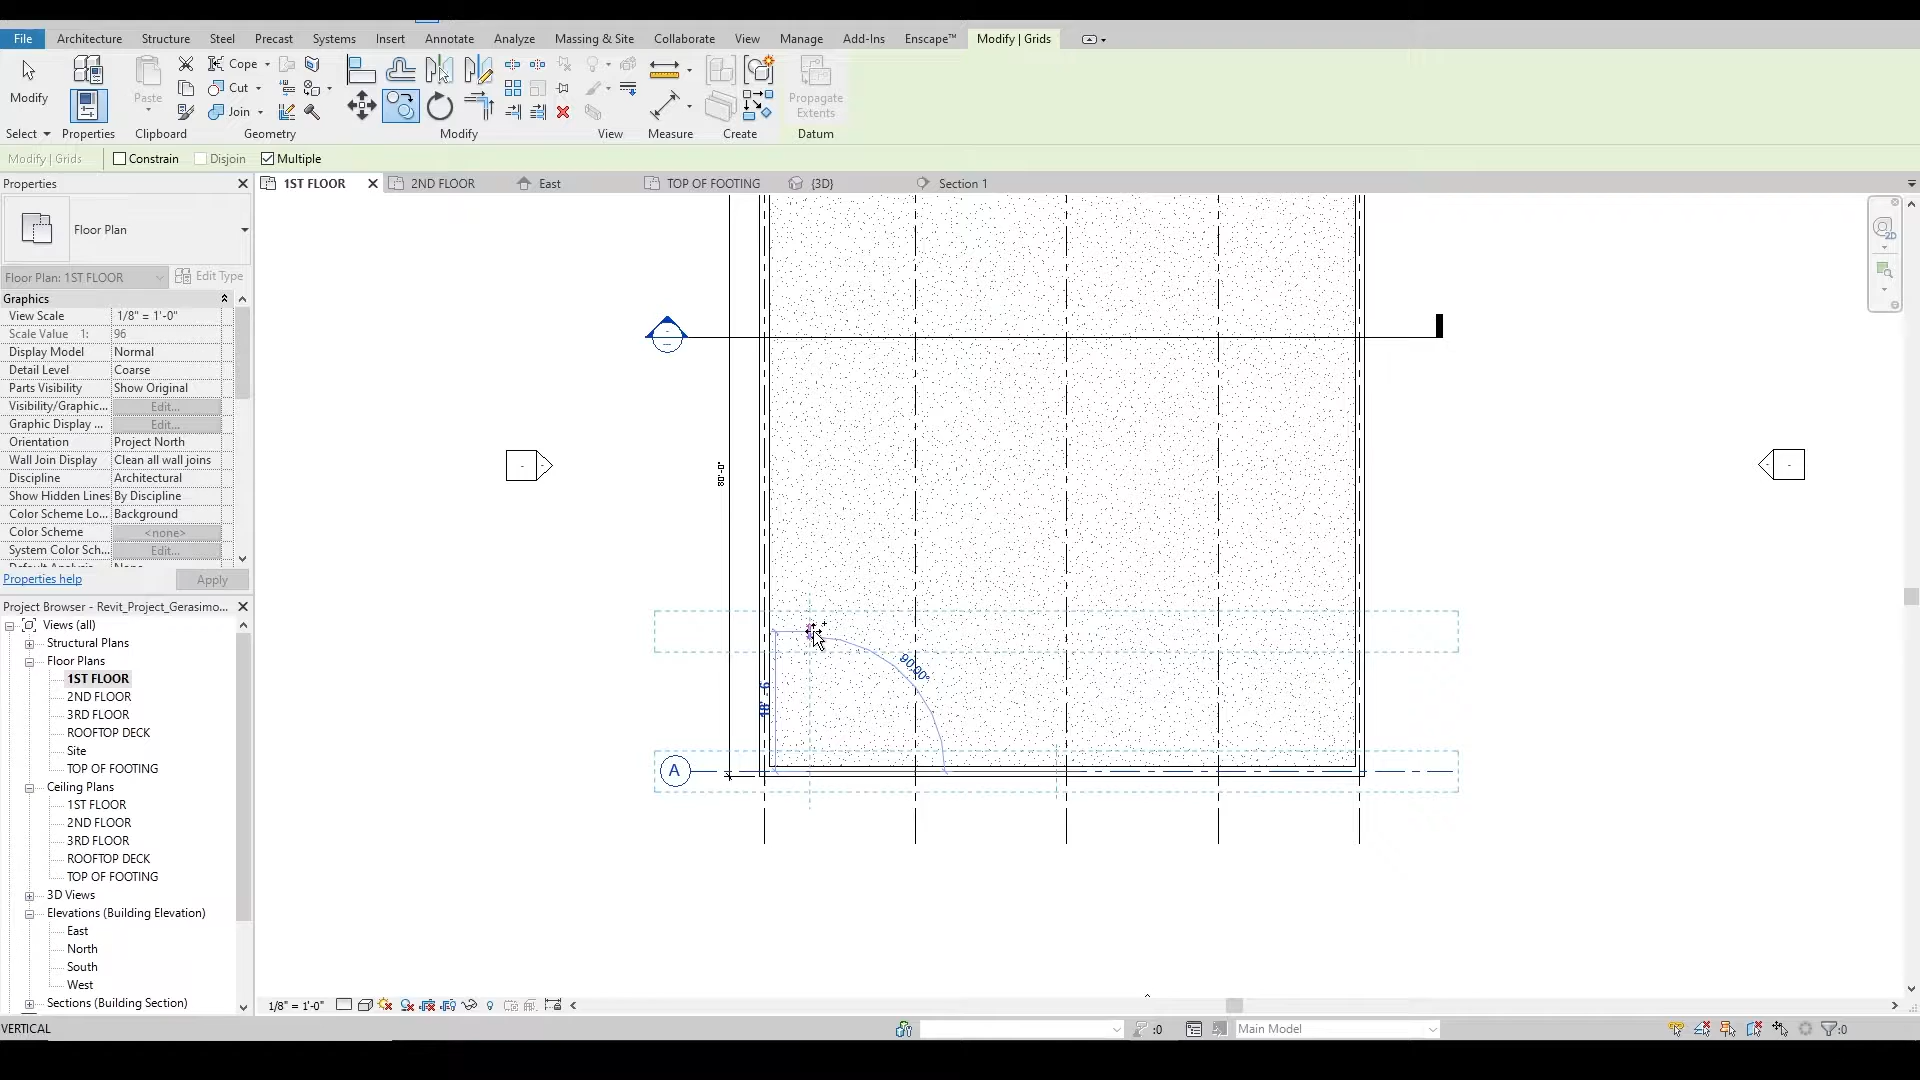 File Architecture Structure Steel Precast Systems Insert Annotate Analyze Massing & Site Collaborate View Manage Add-Ins Enscape™ Modify | Grids
Modify Paste Cope Cut Join Propagate Extents
Select Properties Clipboard Geometry Modify View Measure Create Datum
Modify | Grids Constrain Disjoin Multiple
Properties
1ST FLOOR 2ND FLOOR East TOP OF FOOTING {3D} Section 1
Floor Plan
Floor Plan: 1ST FLOOR Edit Type
Graphics
View Scale 1/8" = 1'-0"
Scale Value 1: 96
Display Model Normal
Detail Level Coarse
Parts Visibility Show Original
Visibility/Graphic... Edit...
Graphic Display ... Edit...
Orientation Project North
Wall Join Display Clean all wall joins
Discipline Architectural
Show Hidden Lines By Discipline
Color Scheme Lo... Background
Color Scheme <none>
System Color Sch... Edit...
Properties help Apply
Project Browser - Revit_Project_Gerasimo...
Views (all)
Structural Plans
Floor Plans
1ST FLOOR
2ND FLOOR
3RD FLOOR
ROOFTOP DECK
Site
TOP OF FOOTING
Ceiling Plans
1ST FLOOR
2ND FLOOR
3RD FLOOR
ROOFTOP DECK
TOP OF FOOTING
3D Views
Elevations (Building Elevation)
East
North
South
West
Sections (Building Section)
80'-0"
90.00°
18' - 6
A
2D
1/8" = 1'-0"
VERTICAL
:0
Main Model
:0